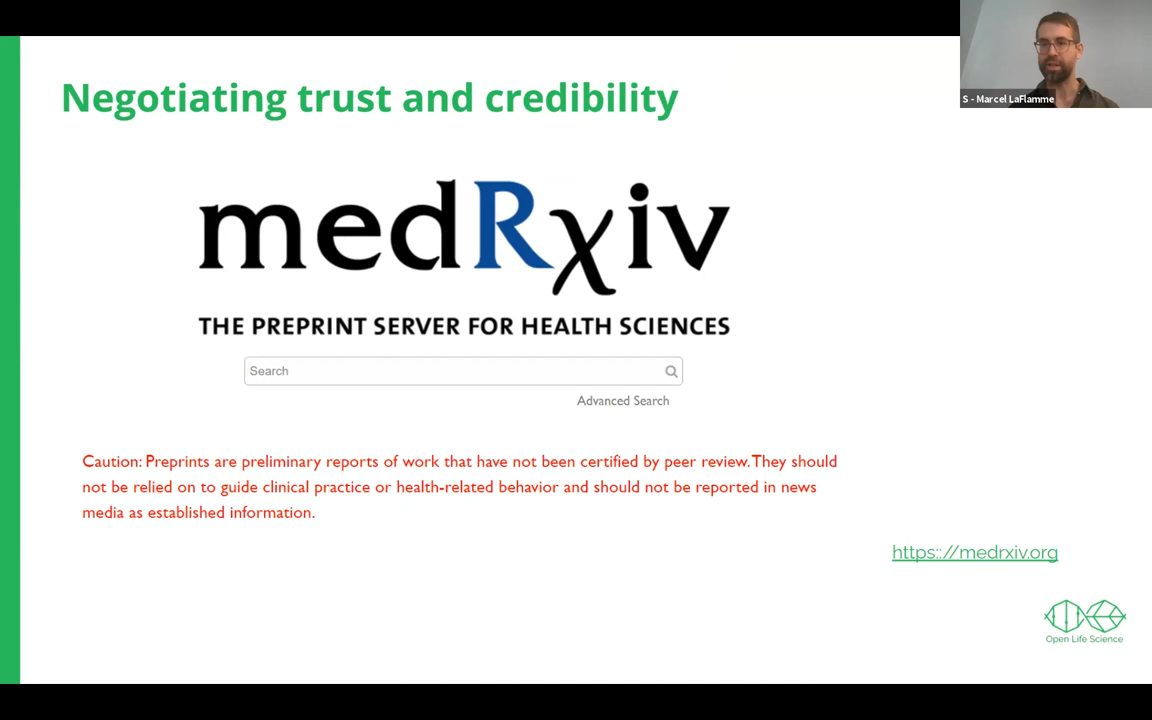 Negotiating trust and credibility
S - Marcel LaFlamme
medRxiv
THE PREPRINT SERVER FOR HEALTH SCIENCES
Search
Advanced Search
Caution: Preprints are preliminary reports of work that have not been certified by peer review. They should
not be relied on to guide clinical practice or health-related behavior and should not be reported in news
media as established information.
https:://medrxiv.org
Open Life Science